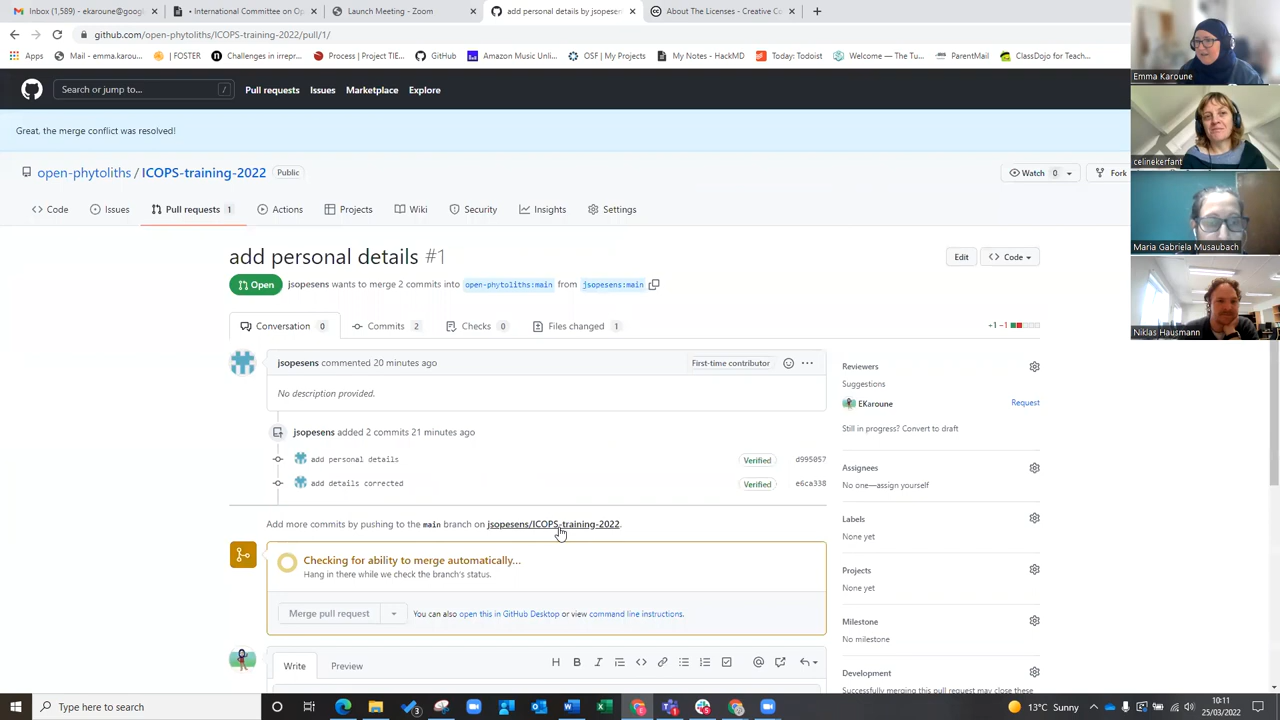 Inbox (1,589) - ekaroune@goog
• International Committee on Op
Launch Meeting - Zoom
add personal details by jsopesen
About The Licenses - Creative Co
github.com/open-phytoliths/ICOPS-training-2022/pull/1/
Apps
Mail - emma.karou...
| FOSTER
Challenges in irrepr...
Process | Project TIE...
GitHub
Amazon Music Unli...
OSF | My Projects
My Notes - HackMD
Today: Todoist
Welcome — The Tu...
ParentMail
ClassDojo for Teach...
Search or jump to...
/
Pull requests
Issues
Marketplace
Explore
Great, the merge conflict was resolved!
open-phytoliths / ICOPS-training-2022
Public
Watch 0
Fork
Code
Issues
Pull requests 1
Actions
Projects
Wiki
Security
Insights
Settings
add personal details #1
Edit
<> Code
Open
jsopesens wants to merge 2 commits into open-phytoliths:main from jsopesens:main
Conversation 0
Commits 2
Checks 0
Files changed 1
+1 −1
jsopesens commented 20 minutes ago
First-time contributor
No description provided.
jsopesens added 2 commits 21 minutes ago
add personal details
Verified
d995057
add details corrected
Verified
e6ca338
Add more commits by pushing to the main branch on jsopesens/ICOPS-training-2022.
Checking for ability to merge automatically...
Hang in there while we check the branch's status.
Merge pull request
You can also open this in GitHub Desktop or view command line instructions.
Write
Preview
Reviewers
Suggestions
EKaroune
Request
Still in progress? Convert to draft
Assignees
No one—assign yourself
Labels
None yet
Projects
None yet
Milestone
No milestone
Development
Successfully merging this pull request may close these
Emma Karoune
celinekerfant
Maria Gabriela Musaubach
Niklas Hausmann
Type here to search
13°C Sunny
10:11
25/03/2022